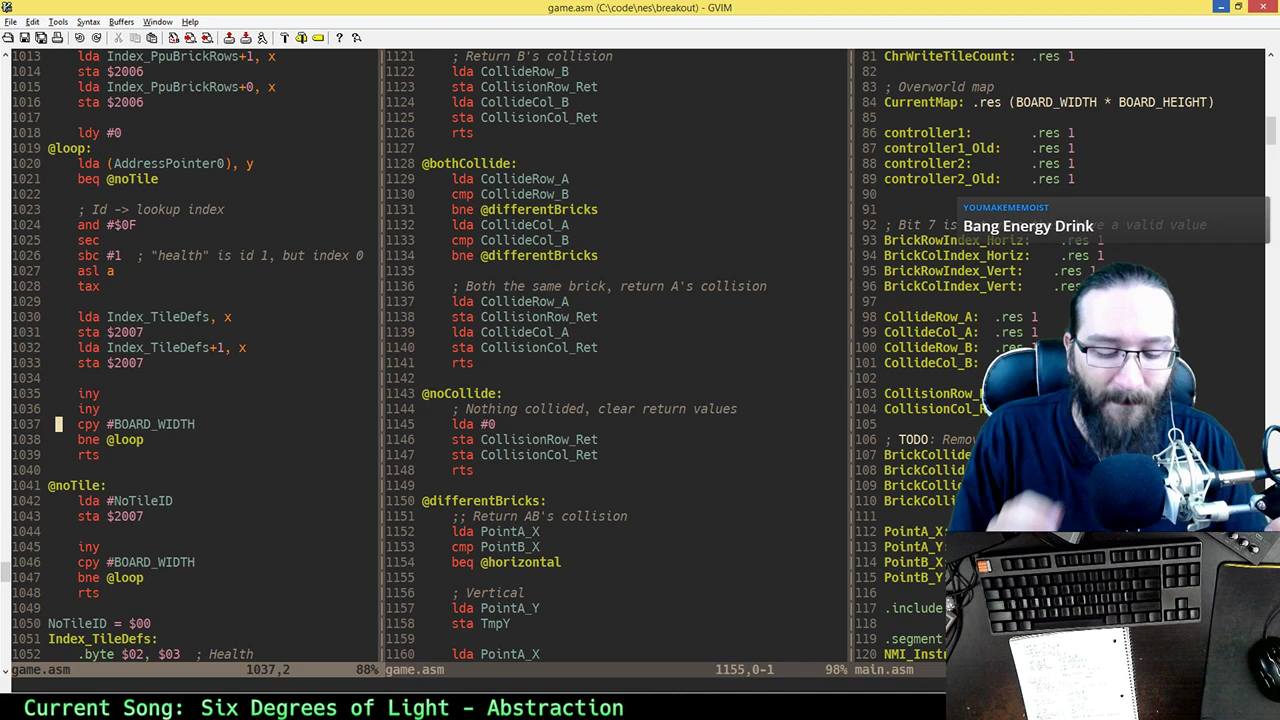 game.asm (C:\code\nes\breakout) - GVIM
File Edit Tools Syntax Buffers Window Help
1013 lda Index_PpuBrickRows+1, x
1014 sta $2006
1015 lda Index_PpuBrickRows+0, x
1016 sta $2006
1017
1018 ldy #0
1019 @loop:
1020 lda (AddressPointer0), y
1021 beq @noTile
1022
1023 ; Id -> lookup index
1024 and #$0F
1025 sec
1026 sbc #1 ; "health" is id 1, but index 0
1027 asl a
1028 tax
1029
1030 lda Index_TileDefs, x
1031 sta $2007
1032 lda Index_TileDefs+1, x
1033 sta $2007
1034
1035 iny
1036 iny
1037 cpy #BOARD_WIDTH
1038 bne @loop
1039 rts
1040
1041 @noTile:
1042 lda #NoTileID
1043 sta $2007
1044
1045 iny
1046 cpy #BOARD_WIDTH
1047 bne @loop
1048 rts
1049
1050 NoTileID = $00
1051 Index_TileDefs:
1052 .byte $02, $03 ; Health
game.asm 1037,2 88%
1121 ; Return B's collision
1122 lda CollideRow_B
1123 sta CollisionRow_Ret
1124 lda CollideCol_B
1125 sta CollisionCol_Ret
1126 rts
1127
1128 @bothCollide:
1129 lda CollideRow_A
1130 cmp CollideRow_B
1131 bne @differentBricks
1132 lda CollideCol_A
1133 cmp CollideCol_B
1134 bne @differentBricks
1135
1136 ; Both the same brick, return A's collision
1137 lda CollideRow_A
1138 sta CollisionRow_Ret
1139 lda CollideCol_A
1140 sta CollisionCol_Ret
1141 rts
1142
1143 @noCollide:
1144 ; Nothing collided, clear return values
1145 lda #0
1146 sta CollisionRow_Ret
1147 sta CollisionCol_Ret
1148 rts
1149
1150 @differentBricks:
1151 ;; Return AB's collision
1152 lda PointA_X
1153 cmp PointB_X
1154 beq @horizontal
1155
1156 ; Vertical
1157 lda PointA_Y
1158 sta TmpY
1159
1160 lda PointA_X
game.asm 1155,0-1 98%
81 ChrWriteTileCount: .res 1
82
83 ; Overworld map
84 CurrentMap: .res (BOARD_WIDTH * BOARD_HEIGHT)
85
86 controller1: .res 1
87 controller1_Old: .res 1
88 controller2: .res 1
89 controller2_Old: .res 1
90
91
92 ; Bit 7 is a valid value
93 BrickRowIndex_Horiz: .res 1
94 BrickColIndex_Horiz: .res 1
95 BrickRowIndex_Vert: .res 1
96 BrickColIndex_Vert: .res 1
97
98 CollideRow_A: .res 1
99 CollideCol_A: .res 1
100 CollideRow_B: .res 1
101 CollideCol_B: .res
102
103 CollisionRow_
104 CollisionCol_
105
106 ; TODO:
107 BrickCollide
108 BrickCollide
109 BrickColli
110 BrickColli
111
112 PointA_X:
113 PointA_Y:
114 PointB_X:
115 PointB_Y:
116
117 .include
118
119 .segment
120 NMI_Instr
main.asm
YOUMAKEMEMOIST
Bang Energy Drink
Current Song: Six Degrees of Light - Abstraction